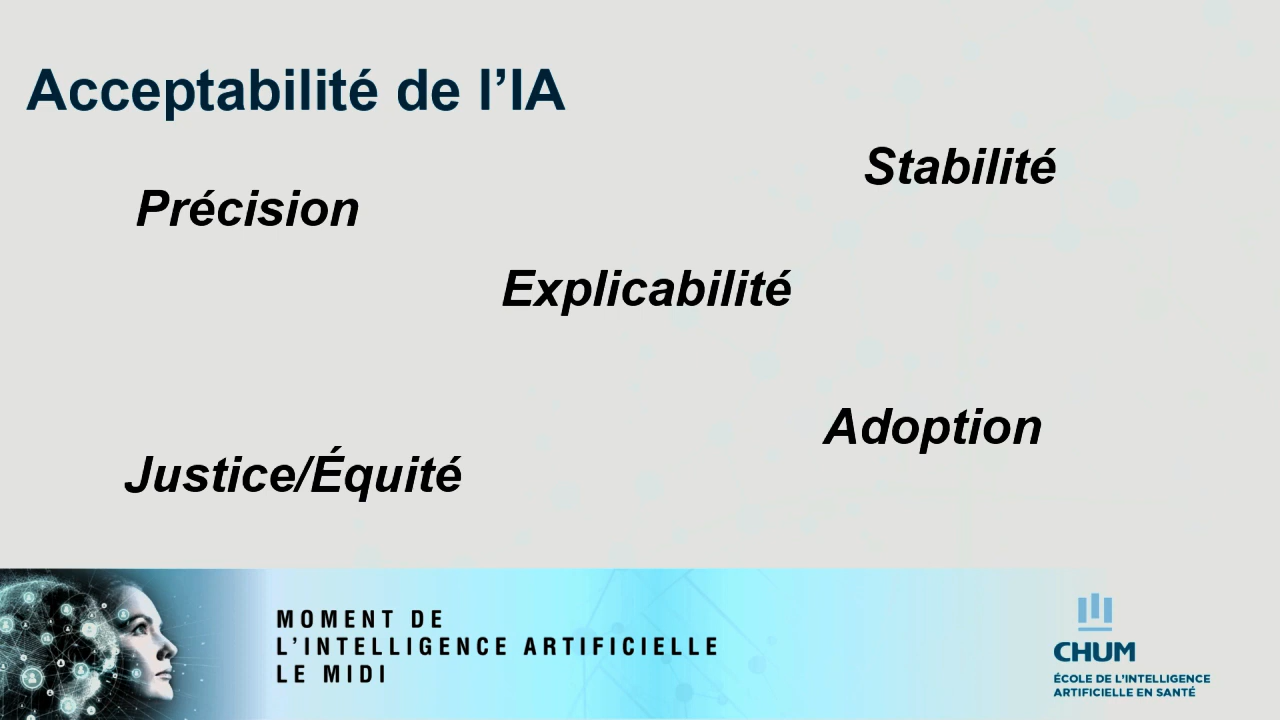 Acceptabilité de l’IA
Stabilité
Précision
Explicabilité
Adoption
Justice/Équité
MOMENT DE
L’INTELLIGENCE ARTIFICIELLE
LE MIDI
CHUM
ÉCOLE DE L’INTELLIGENCE
ARTIFICIELLE EN SANTÉ